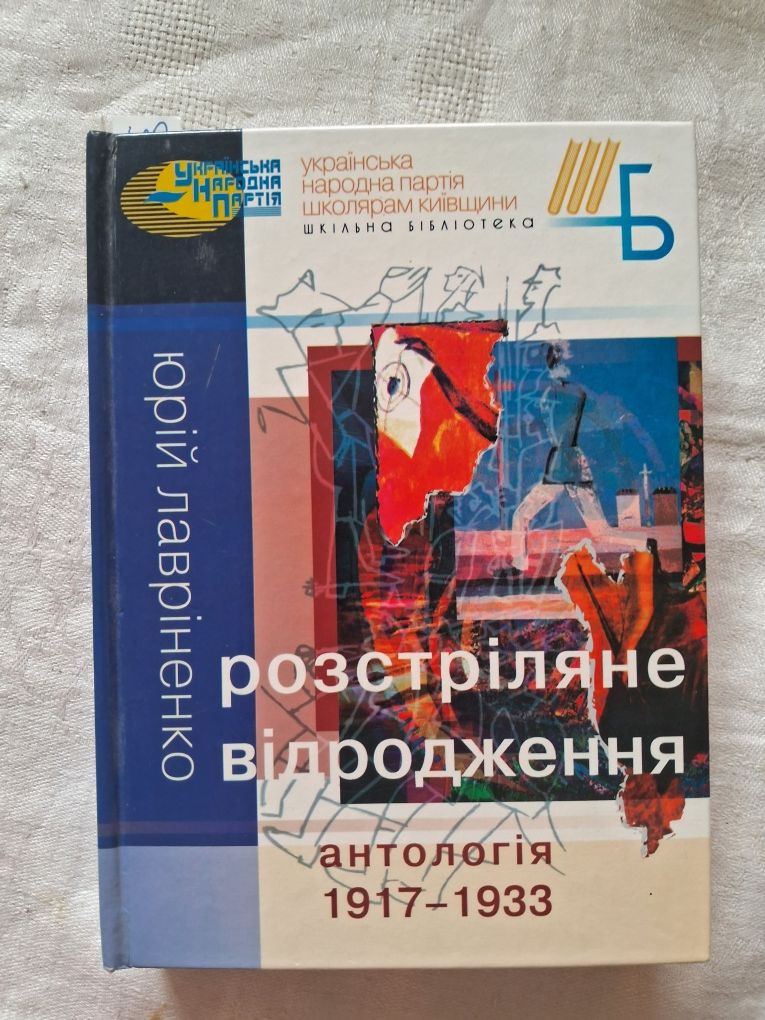 Українська
Народна
Партія
українська
народна партія
школярам київщини
шкільна бібліотека
ШБ
юрій лавріненко
розстріляне
відродження
антологія
1917–1933